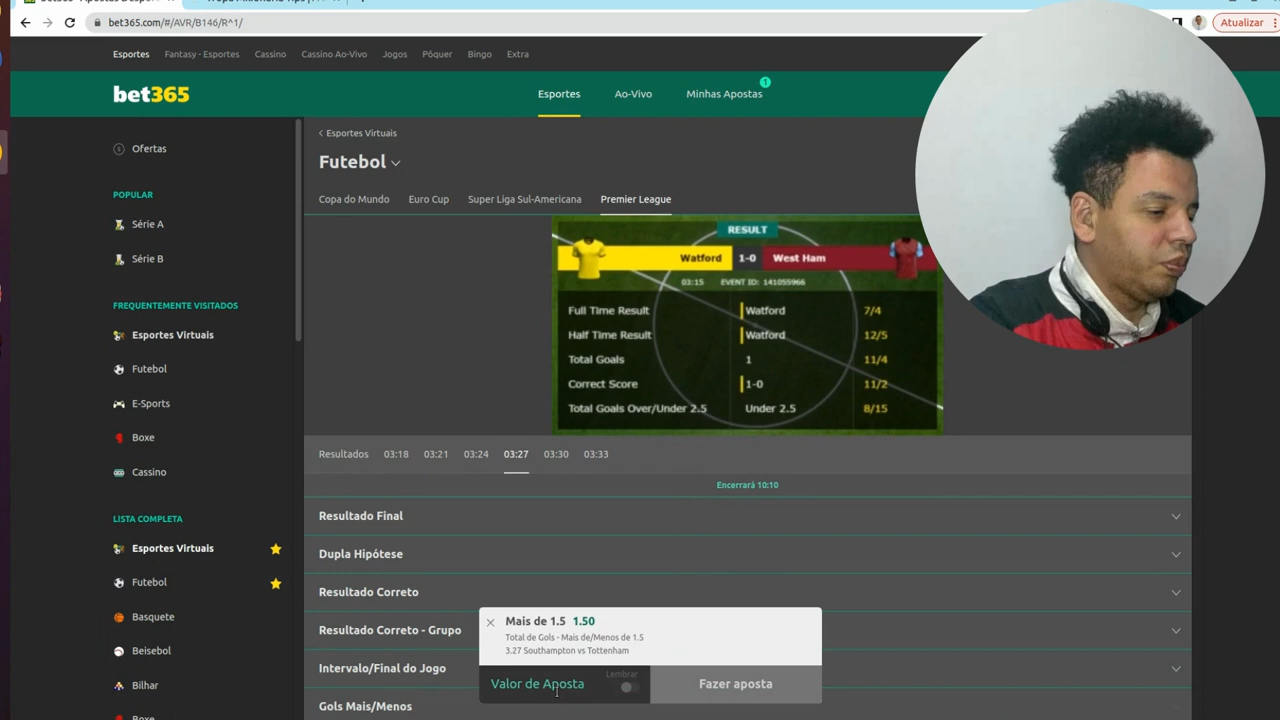 bet365.com/#/AVR/B146/R^1/
Atualizar
Esportes Fantasy - Esportes Cassino Cassino Ao-Vivo Jogos Pôquer Bingo Extra
bet365
Esportes Ao-Vivo Minhas Apostas 1
Ofertas
POPULAR
Série A
Série B
FREQUENTEMENTE VISITADOS
Esportes Virtuais
Futebol
E-Sports
Boxe
Cassino
LISTA COMPLETA
Esportes Virtuais
Futebol
Basquete
Beisebol
Bilhar
Boxe
Esportes Virtuais
Futebol
Copa do Mundo Euro Cup Super Liga Sul-Americana Premier League
RESULT
Watford 1-0 West Ham
03:15 EVENT ID: 141055966
Full Time Result Watford 7/4
Half Time Result Watford 12/5
Total Goals 1 11/4
Correct Score 1-0 11/2
Total Goals Over/Under 2.5 Under 2.5 8/15
Resultados 03:18 03:21 03:24 03:27 03:30 03:33
Encerrará 10:10
Resultado Final
Dupla Hipótese
Resultado Correto
Resultado Correto - Grupo
Intervalo/Final do Jogo
Gols Mais/Menos
Mais de 1.5 1.50
Total de Gols - Mais de/Menos de 1.5
3.27 Southampton vs Tottenham
Valor de Aposta Lembrar
Fazer aposta